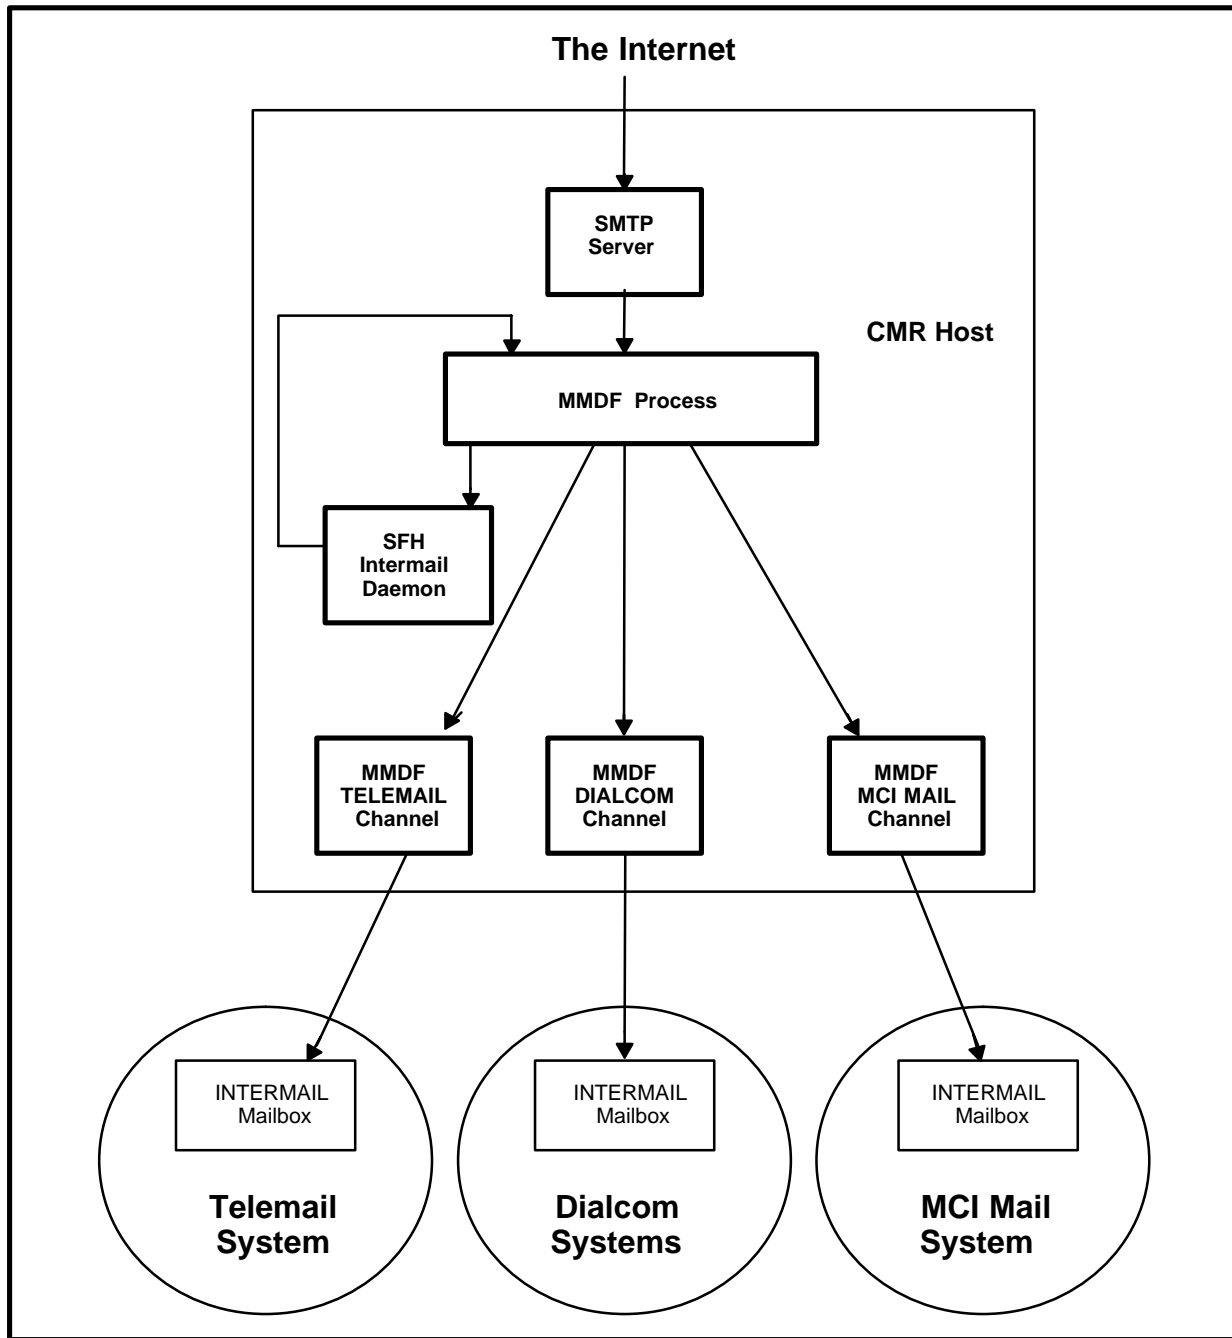 The Internet
SMTP
Server
CMR Host
MMDF Process
SFH
Intermail
Daemon
MMDF
TELEMAIL
Channel
MMDF
DIALCOM
Channel
MMDF
MCI MAIL
Channel
INTERMAIL
Mailbox
INTERMAIL
Mailbox
INTERMAIL
Mailbox
Telemail
System
Dialcom
Systems
MCI Mail
System